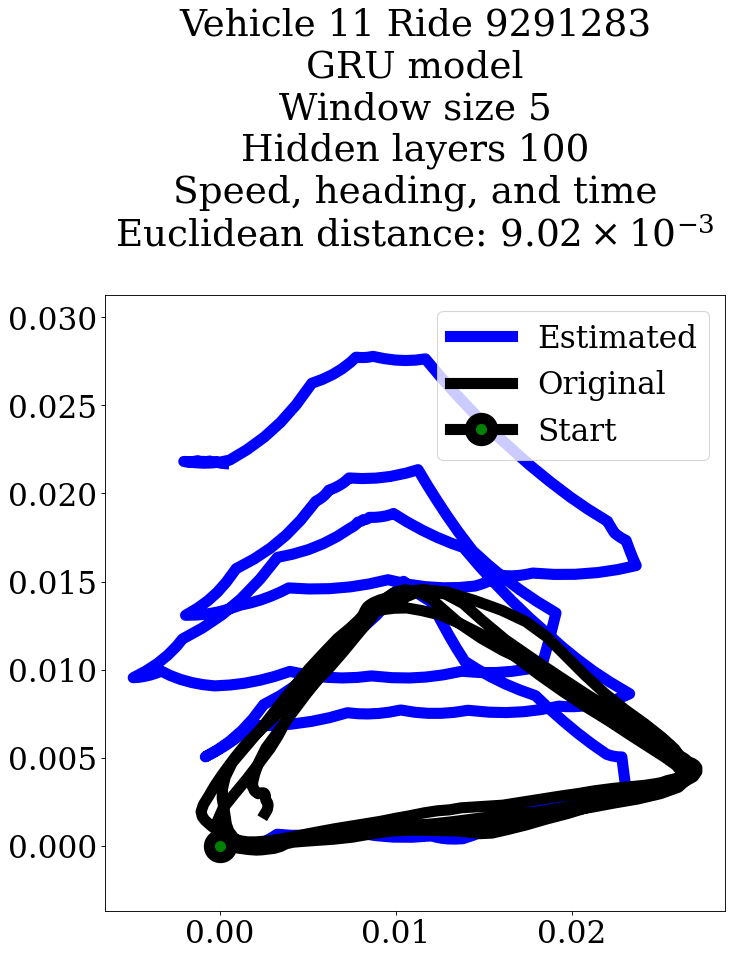 Vehicle 11 Ride 9291283
GRU model
Window size 5
Hidden layers 100
Speed, heading, and time
Euclidean distance: 9.02 × 10⁻³
0.030
0.025
0.020
0.015
0.010
0.005
0.000
Estimated
Original
Start
0.00 0.01 0.02